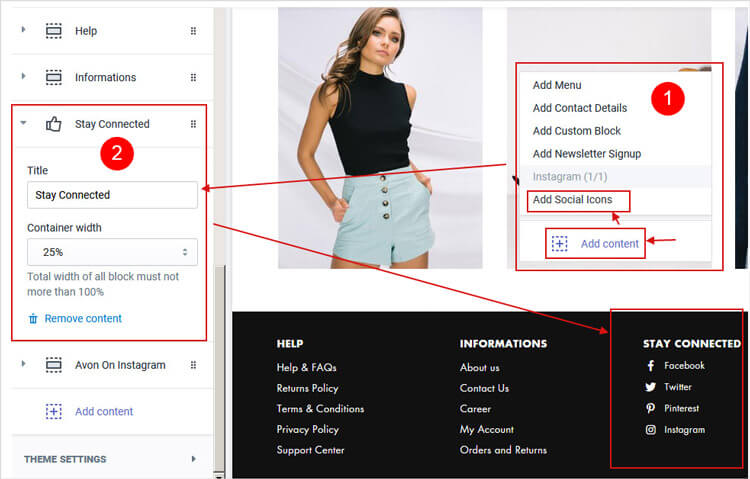 Help
Informations
Stay Connected
2
Title
Stay Connected
Container width
25%
Total width of all block must not
more than 100%
Remove content
Avon On Instagram
Add content
THEME SETTINGS
1
Add Menu
Add Contact Details
Add Custom Block
Add Newsletter Signup
Instagram (1/1)
Add Social Icons
Add content
HELP
Help & FAQs
Returns Policy
Terms & Conditions
Privacy Policy
Support Center
INFORMATIONS
About us
Contact Us
Career
My Account
Orders and Returns
STAY CONNECTED
Facebook
Twitter
Pinterest
Instagram